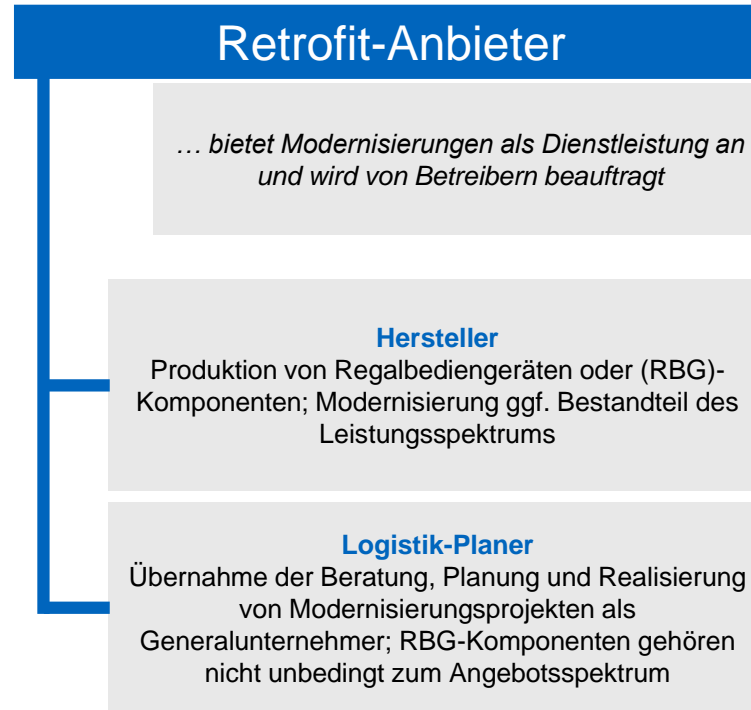 Retrofit-Anbieter
… bietet Modernisierungen als Dienstleistung an
und wird von Betreibern beauftragt
Hersteller
Produktion von Regalbediengeräten oder (RBG)-
Komponenten; Modernisierung ggf. Bestandteil des
Leistungsspektrums
Logistik-Planer
Übernahme der Beratung, Planung und Realisierung
von Modernisierungsprojekten als
Generalunternehmer; RBG-Komponenten gehören
nicht unbedingt zum Angebotsspektrum